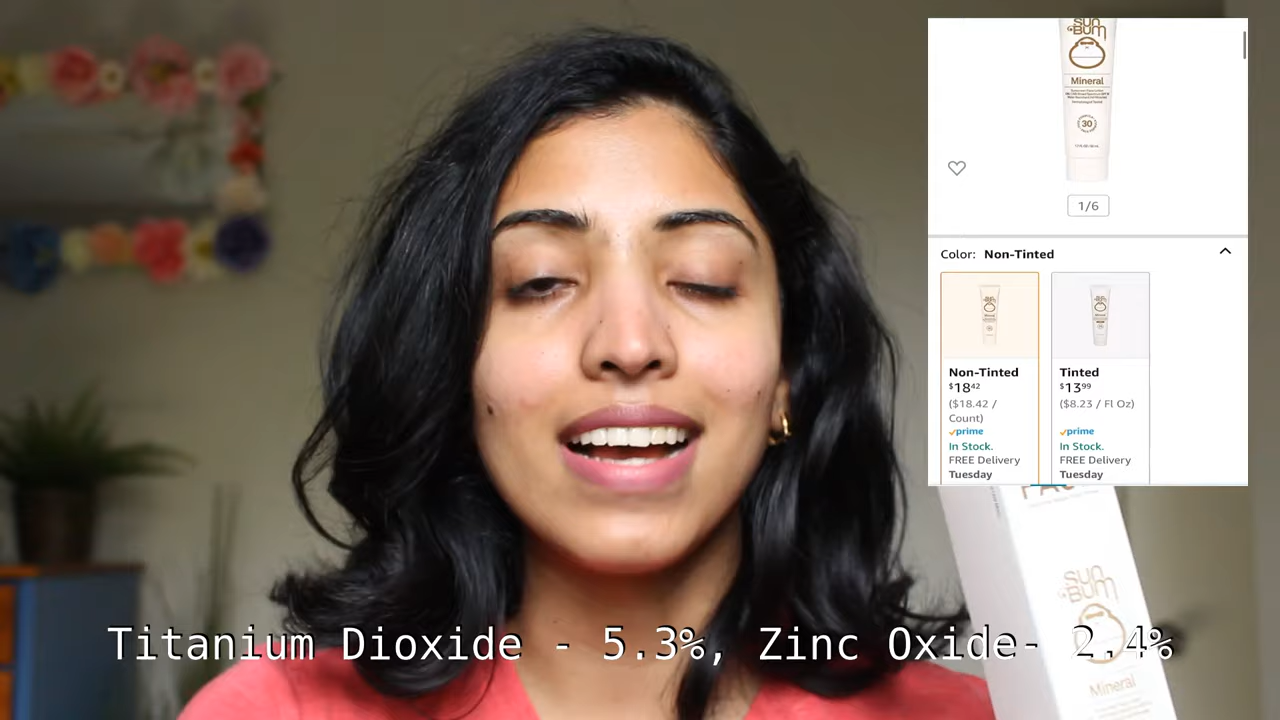 SUN
BUM
Mineral
30
1/6
Color: Non-Tinted
Non-Tinted
$18 42
($18.42 /
Count)
prime
In Stock.
FREE Delivery
Tuesday
Tinted
$13 99
($8.23 / Fl Oz)
prime
In Stock.
FREE Delivery
Tuesday
SUN
BUM
Mineral
Titanium Dioxide - 5.3%, Zinc Oxide- 2.4%